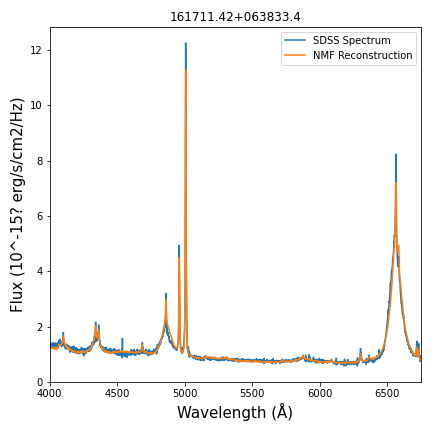 161711.42+063833.4
SDSS Spectrum
NMF Reconstruction
Flux (10^-15? erg/s/cm2/Hz)
12
10
8
6
4
2
0
4000 4500 5000 5500 6000 6500
Wavelength (Å)